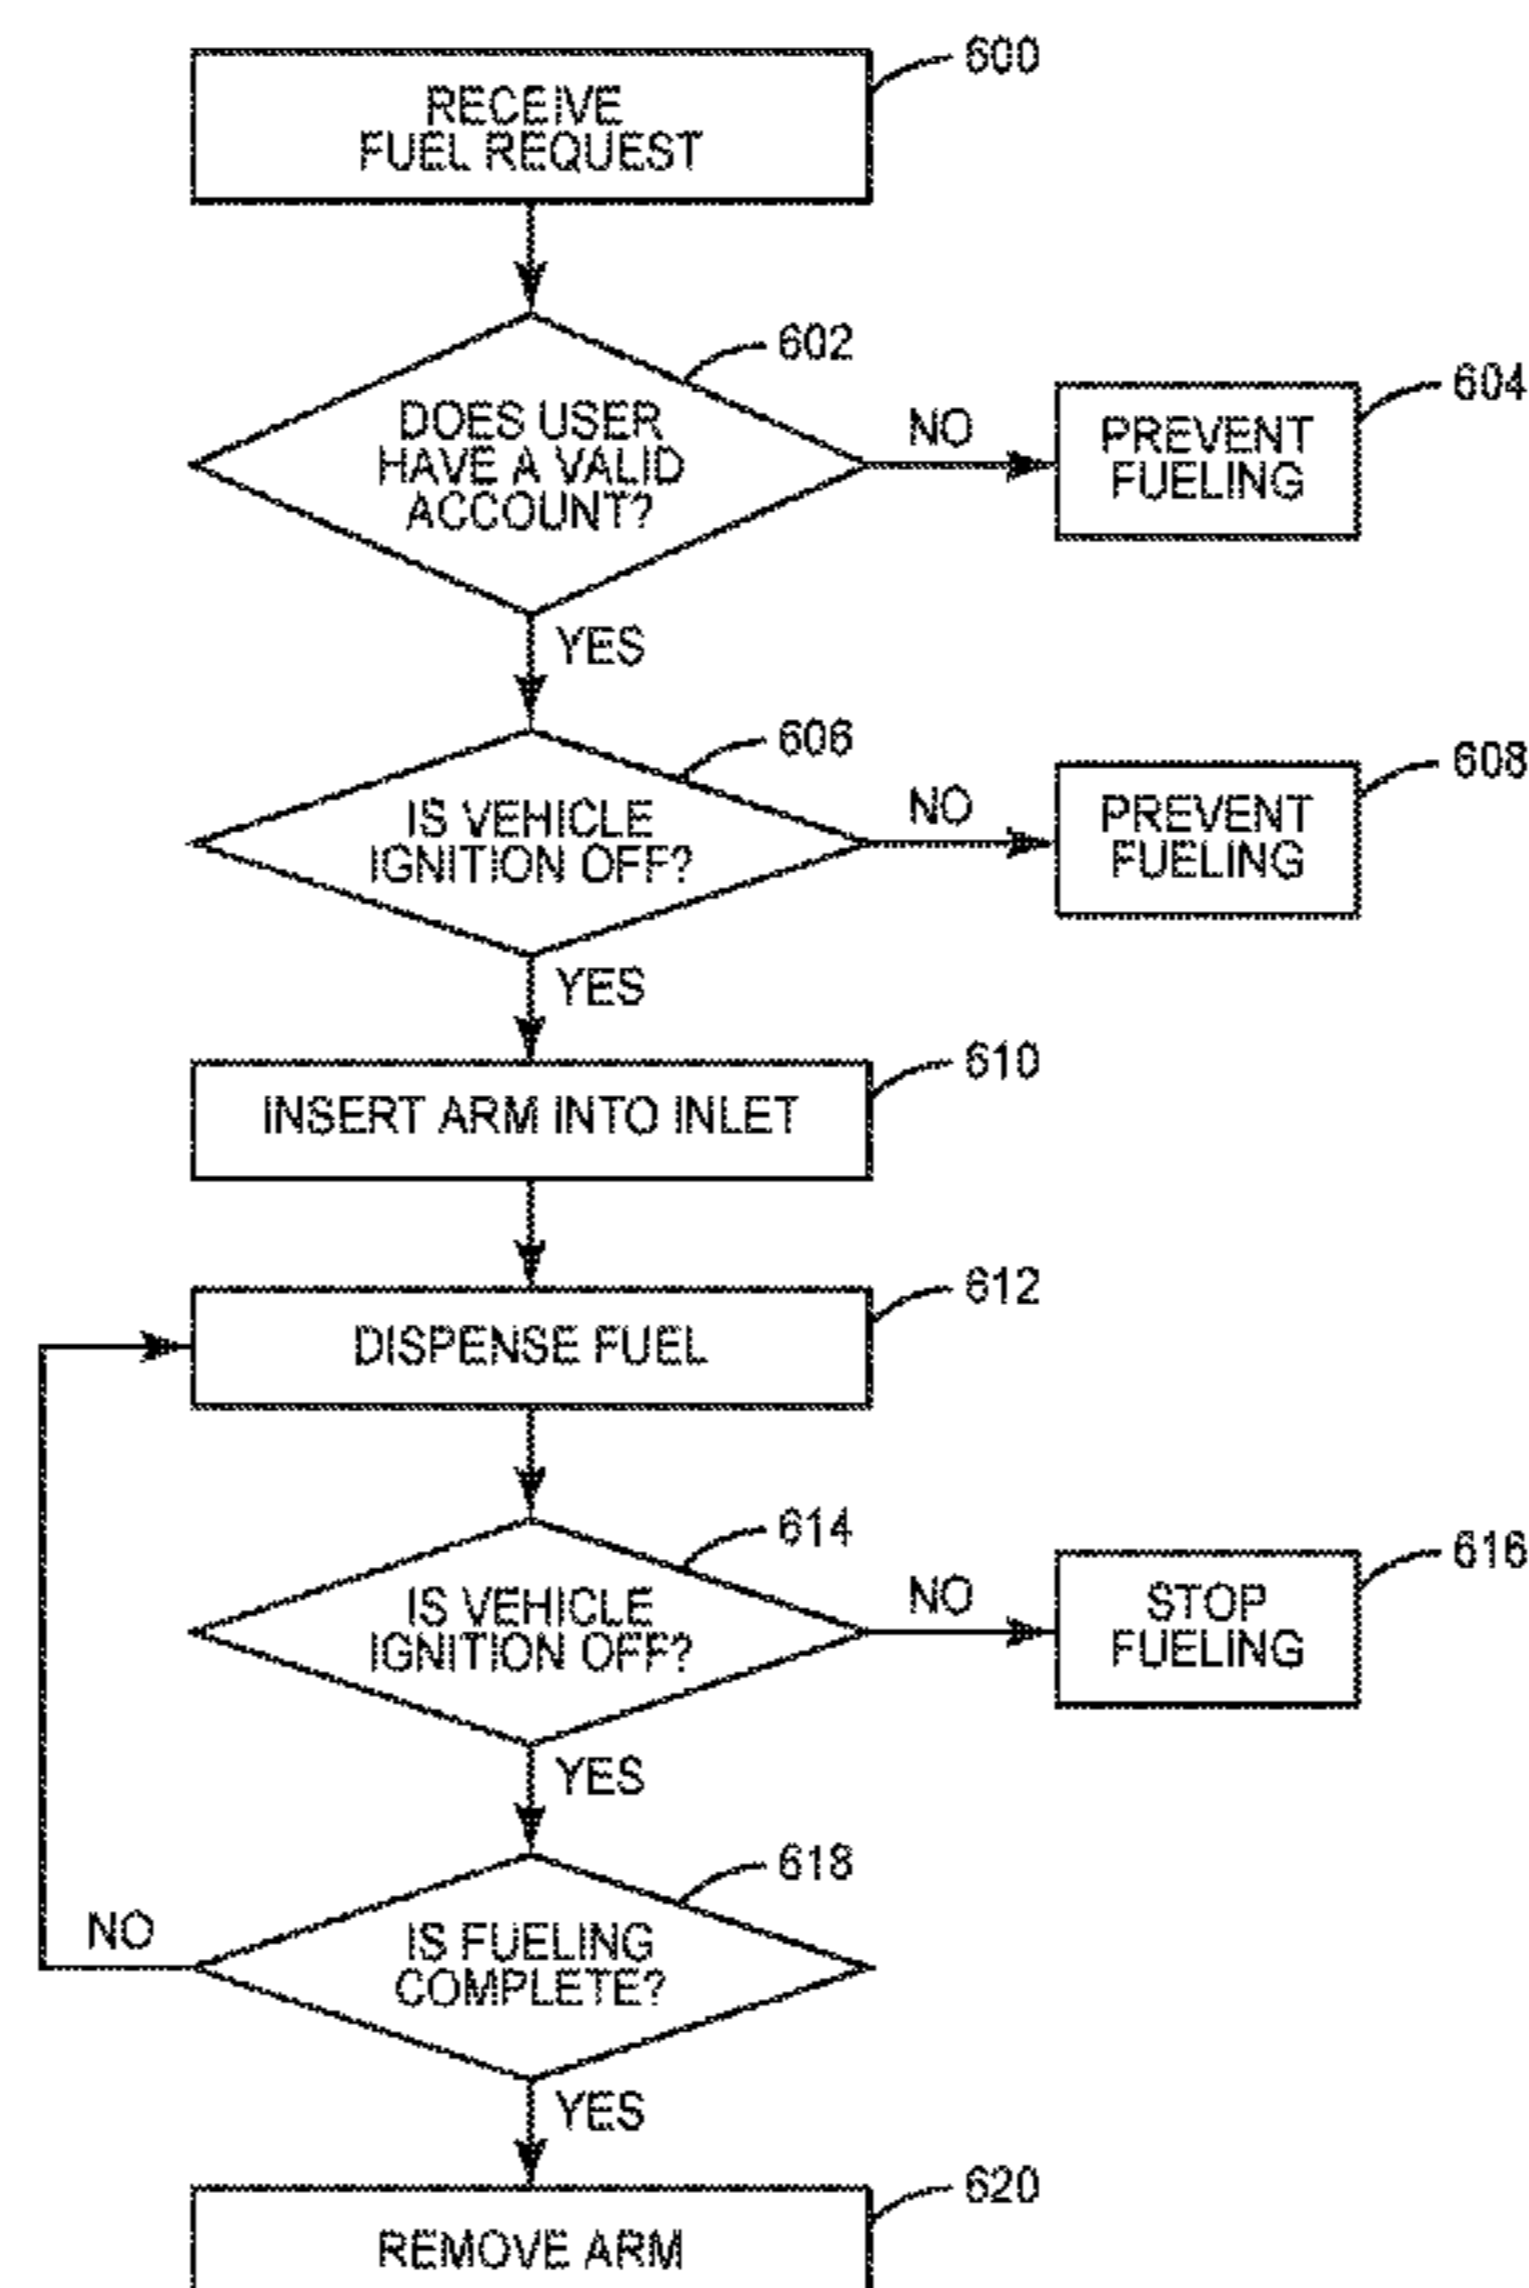 600
RECEIVE
FUEL REQUEST
602
DOES USER
HAVE A VALID
ACCOUNT?
NO
604
PREVENT
FUELING
YES
606
IS VEHICLE
IGNITION OFF?
NO
608
PREVENT
FUELING
YES
610
INSERT ARM INTO INLET
612
DISPENSE FUEL
614
IS VEHICLE
IGNITION OFF?
NO
616
STOP
FUELING
YES
618
IS FUELING
COMPLETE?
NO
YES
620
REMOVE ARM